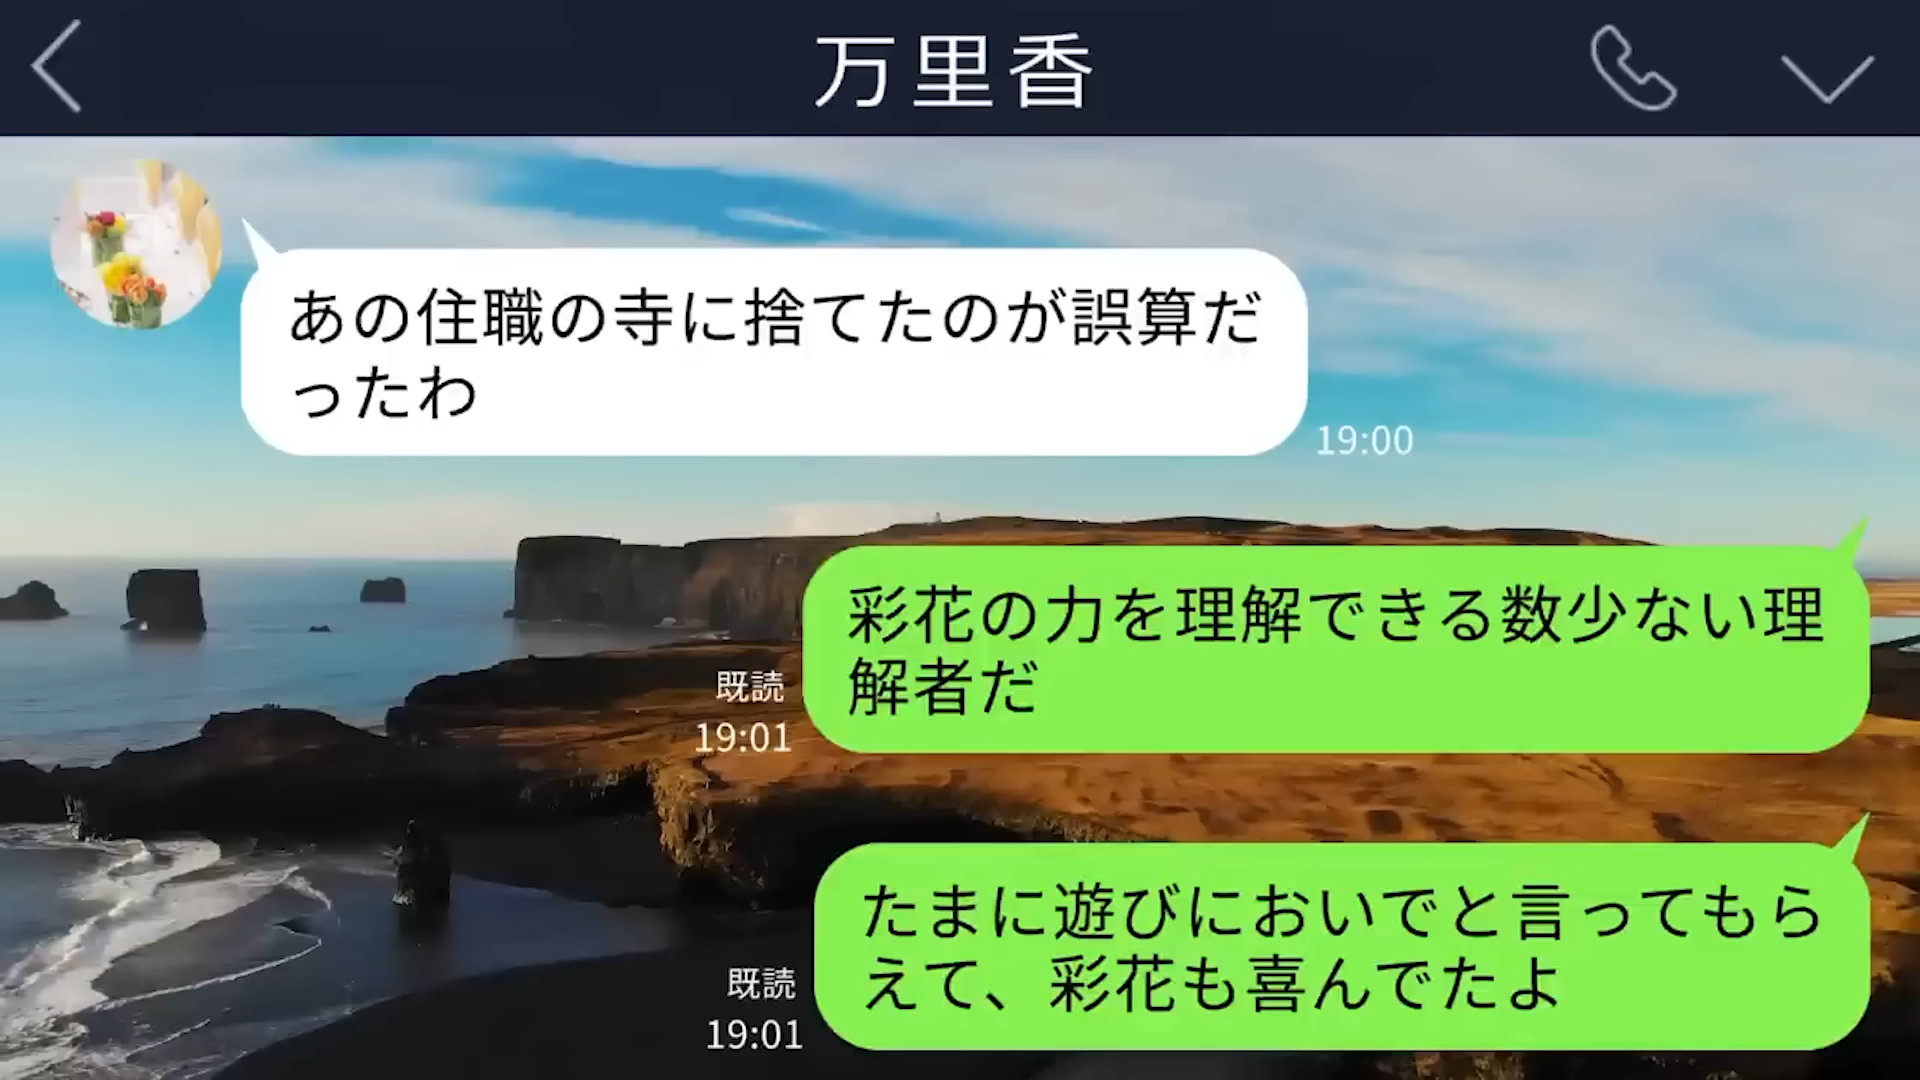 万里香
あの住職の寺に捨てたのが誤算だ
ったわ
19:00
彩花の力を理解できる数少ない理
解者だ
既読
19:01
たまに遊びにおいでと言ってもら
えて、彩花も喜んでたよ
既読
19:01